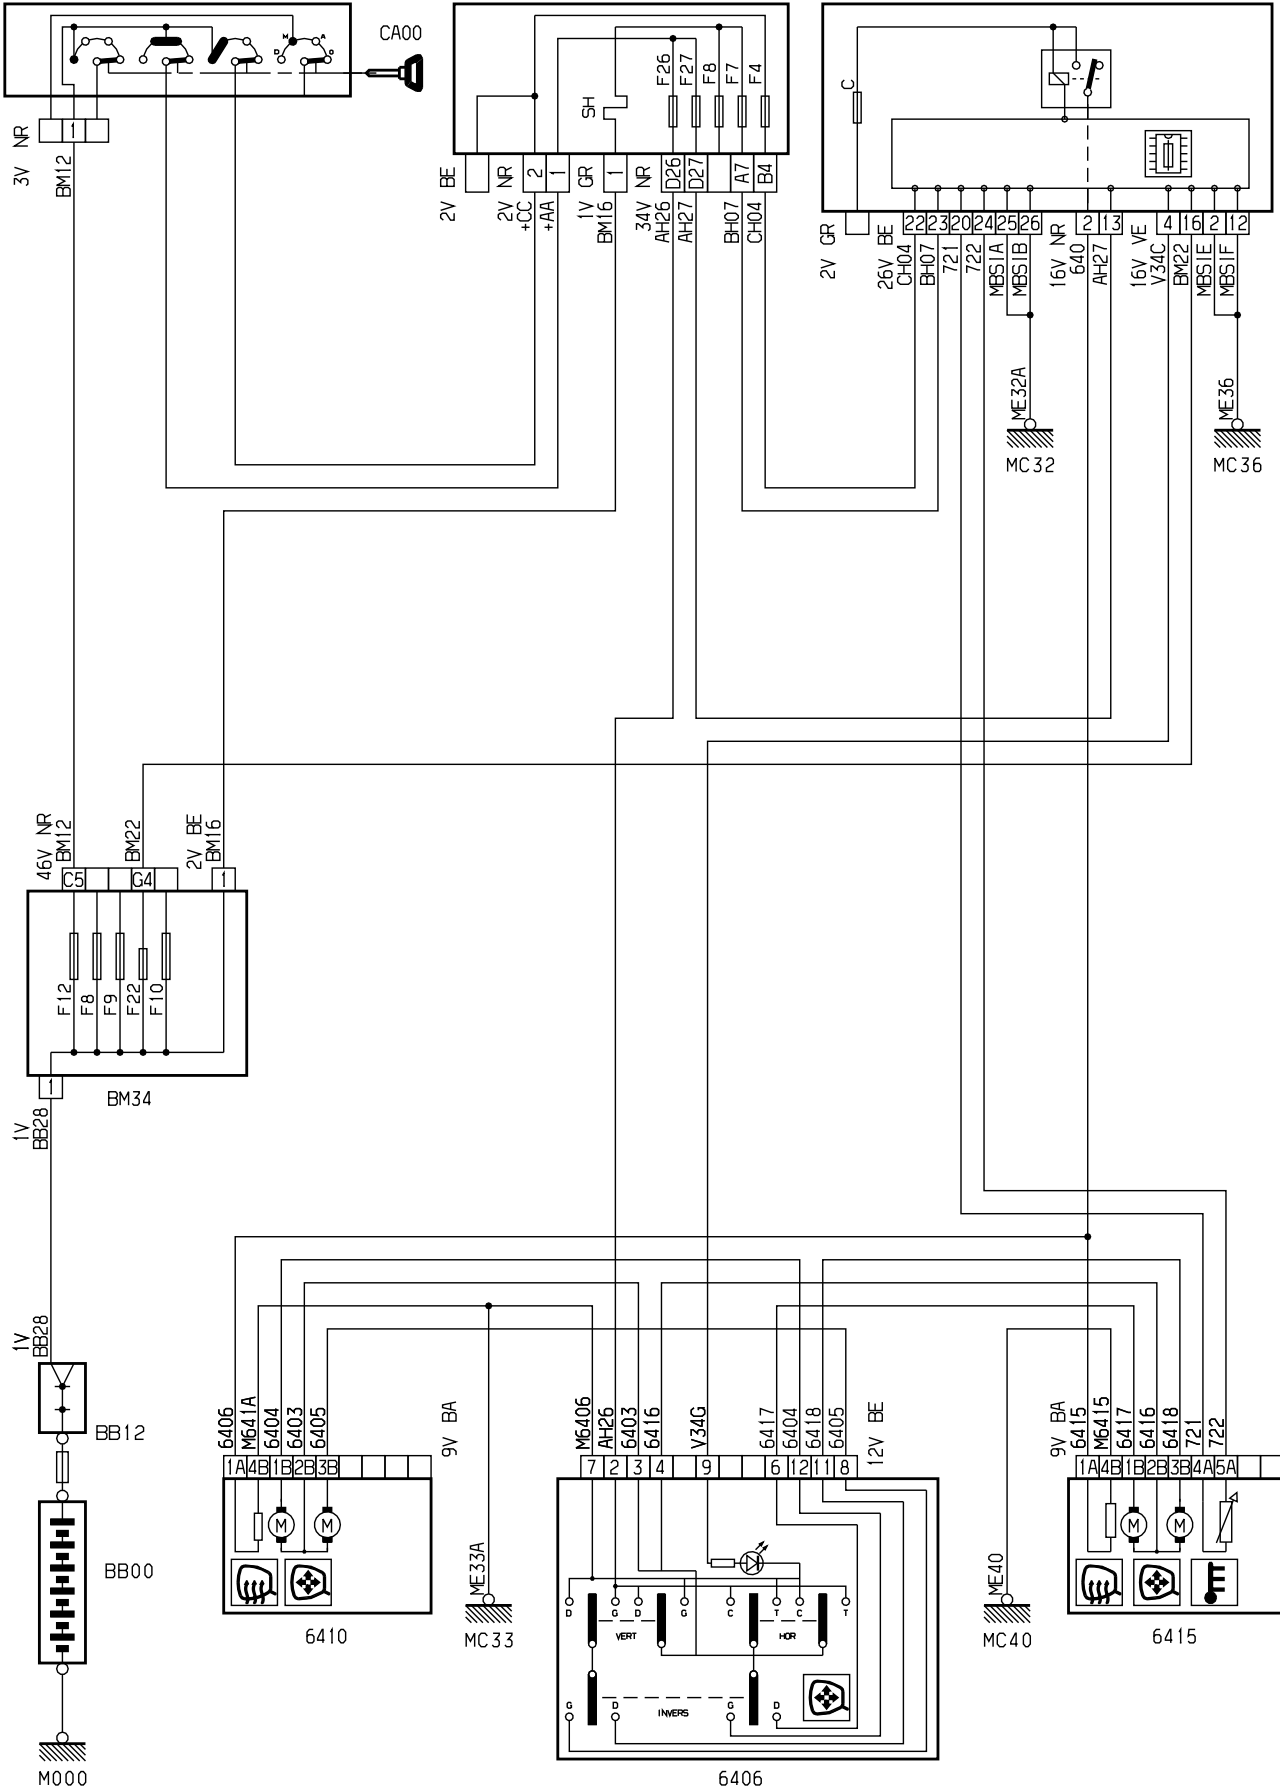 M A D O
CA00
3V NR
1
BM12
SH F26 F27 F8 F7 F4
2V BE
2V NR
2 1
+CC
+AA
1V GR
1
BM16
34V NR
D26 D27 A7 B4
AH26
AH27
BH07
CH04
C
2V GR
26V BE
22 23 20 24 25 26
CH04
BH07
721
722
MBSIA
MBSIB
16V NR
2 13
640
AH27
16V VE
4 16 2 12
V34C
BM22
MBSIE
MBSIF
ME32A
MC32
ME36
MC36
46V NR
BM12
BM22
2V BE
BM16
C5 G4 1
F12 F8 F9 F22 F10
1
BM34
1V
BB28
1V
BB28
BB12
BB00
M000
6406
M641A
6404
6403
6405
9V BA
1A 4B 1B 2B 3B
M M
6410
ME33A
MC33
M6406
AH26
6403
6416
V34G
6417
6404
6418
6405
12V BE
7 2 3 4 9 6 12 11 8
D G D G C T C T
VERT HOR
G D G D
INVERS
6406
ME40
MC40
9V BA
6415
M6415
6417
6416
6418
721
722
1A 4B 1B 2B 3B 4A 5A
M M
6415